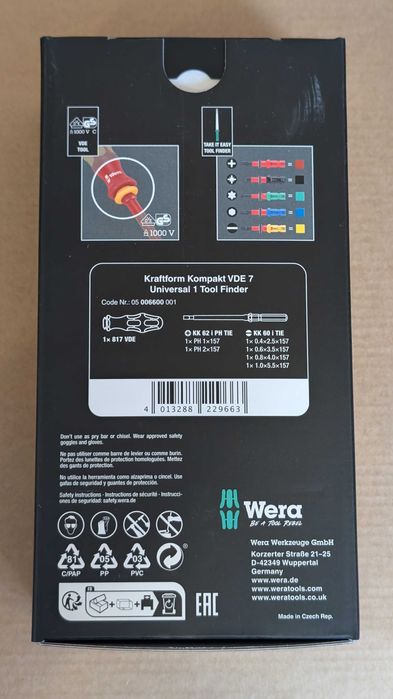 1000 V C
VDE
TOOL
Wera
1000 V
TAKE IT EASY
TOOL FINDER
Kraftform Kompakt VDE 7
Universal 1 Tool Finder
Code Nr.: 05 006600 001
1× 817 VDE
KK 62 i PH TIE
1× PH 1×157
1× PH 2×157
KK 60 i TIE
1× 0.4×2.5×157
1× 0.6×3.5×157
1× 0.8×4.0×157
1× 1.0×5.5×157
4 013288 229663
Don't use as pry bar or chisel. Wear approved safety
goggles and gloves.
Ne pas utiliser comme barre de levier ou comme burin.
Portez des lunettes de protection homologuées. Mettez
des gants de protection.
No utilice la herramienta como alzaprima o cincel. Use
gafas de seguridad y guantes de protección.
Safety instructions · Instructions de sécurité · Instrucci-
ones de seguridad: safety.wera.de
81
C/PAP
05
PP
03
PVC
EAC
Wera
BE A TOOL REBEL
Wera Werkzeuge GmbH
Korzerter Straße 21–25
D-42349 Wuppertal
Germany
www.wera.de
www.weratools.com
www.weratools.co.uk
Made in Czech Rep.